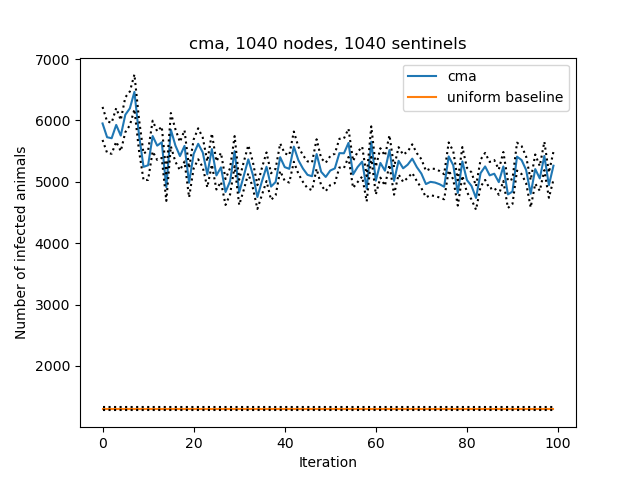 cma, 1040 nodes, 1040 sentinels
7000
6000
5000
4000
3000
2000
Number of infected animals
cma
uniform baseline
0
20
40
60
80
100
Iteration